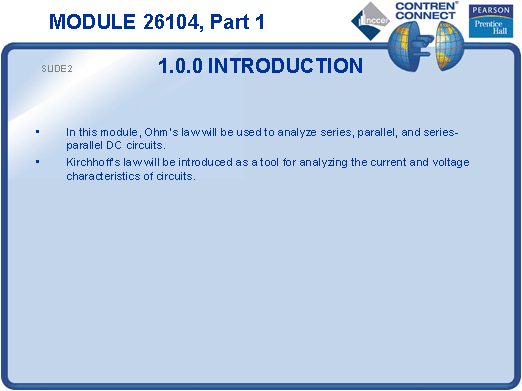 MODULE 26104, Part 1
nccer
CONTREN®
CONNECT
PEARSON
Prentice
Hall
SLIDE 2
1.0.0 INTRODUCTION
• In this module, Ohm's law will be used to analyze series, parallel, and series-
parallel DC circuits.
• Kirchhoff's law will be introduced as a tool for analyzing the current and voltage
characteristics of circuits.